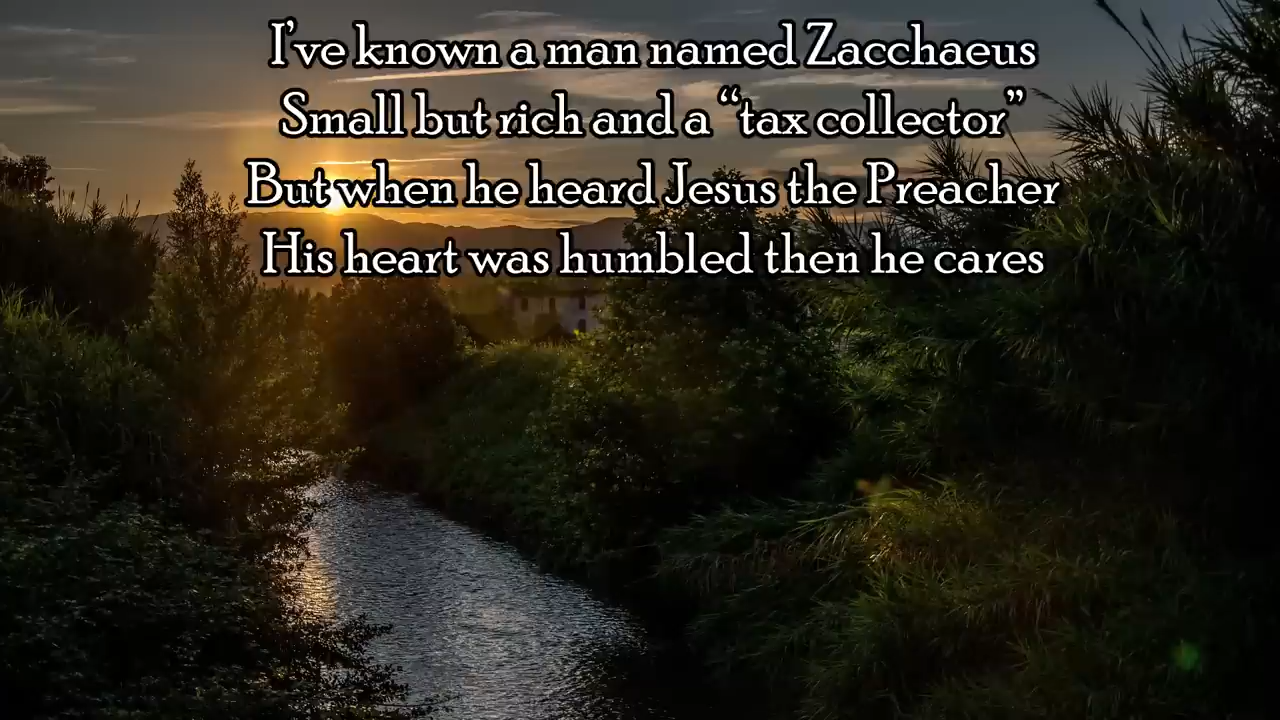 I've known a man named Zacchaeus
Small but rich and a “tax collector”
But when he heard Jesus the Preacher
His heart was humbled then he cares